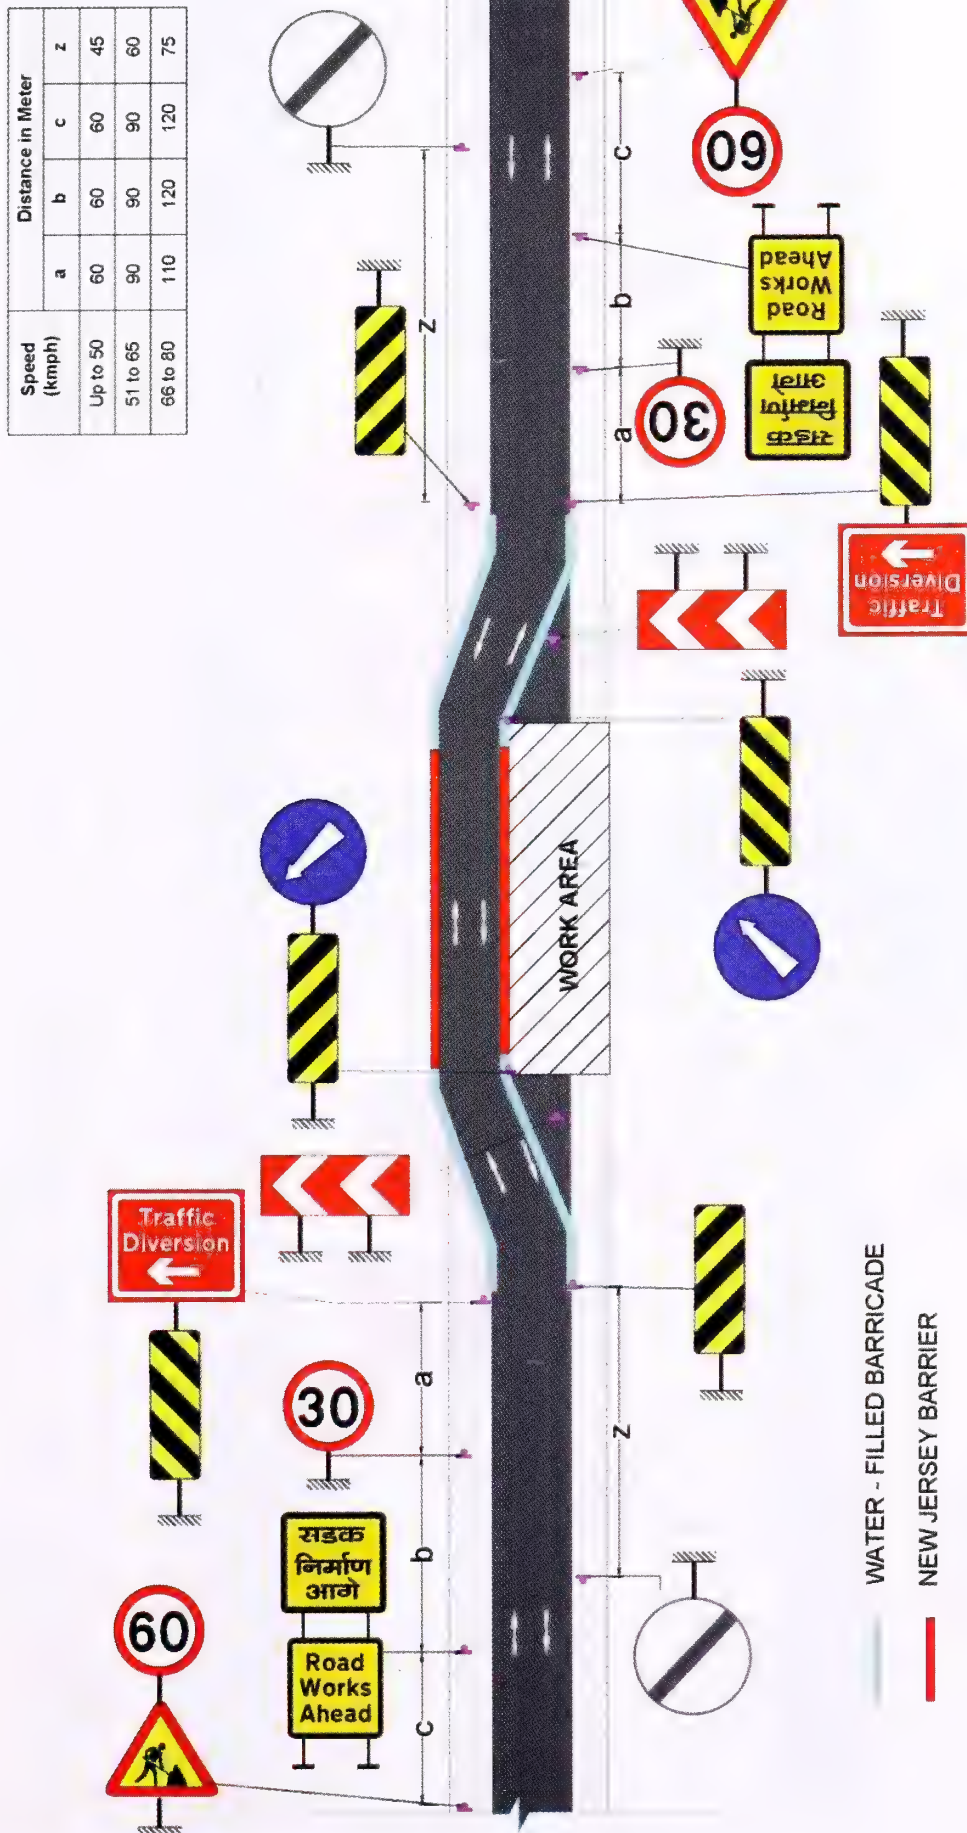 Speed
(kmph)
Distance in Meter
a b c z
Up to 50 60 60 60 45
51 to 65 90 90 90 60
66 to 80 110 120 120 75
60
Road
Works
Ahead
सडक
निर्माण
आगे
30
Traffic
Diversion
c
b
a
z
WORK AREA
z
a
b
c
Traffic
Diversion
30
सडक
निर्माण
आगे
Road
Works
Ahead
60
WATER - FILLED BARRICADE
NEW JERSEY BARRIER